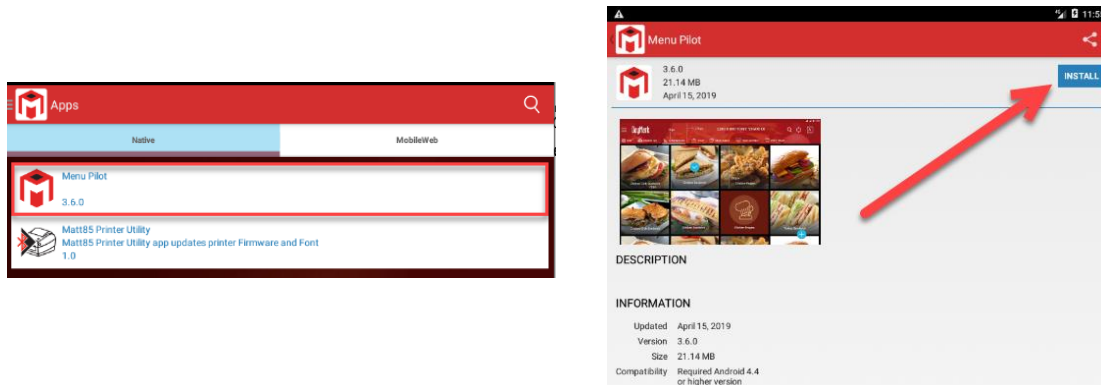 Apps
Native
MobileWeb
Menu Pilot
3.6.0
Matt85 Printer Utility
Matt85 Printer Utility app updates printer Firmware and Font
1.0
11:5
Menu Pilot
3.6.0
21.14 MB
April 15, 2019
INSTALL
DayMark
DESCRIPTION
INFORMATION
Updated April 15, 2019
Version 3.6.0
Size 21.14 MB
Compatibility Required Android 4.4
or higher version